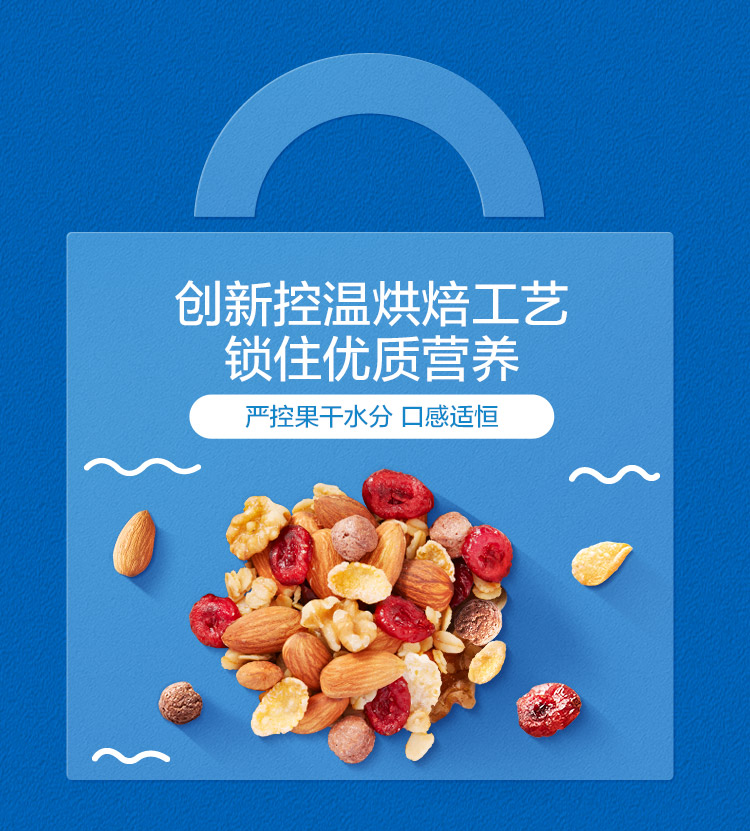 创新控温烘焙工艺
锁住优质营养
严控果干水分 口感适恒